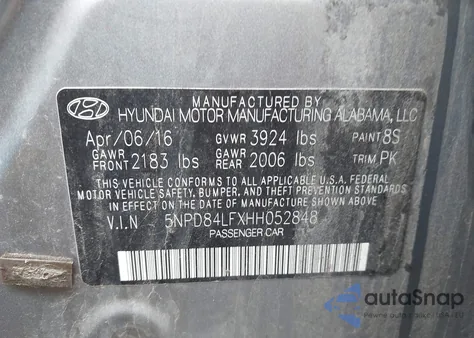 MANUFACTURED BY
HYUNDAI MOTOR MANUFACTURING ALABAMA, LLC
Apr/06/16 GVWR 3924 lbs PAINT 8S
GAWR FRONT 2183 lbs GAWR REAR 2006 lbs TRIM PK
THIS VEHICLE CONFORMS TO ALL APPLICABLE U.S.A. FEDERAL
MOTOR VEHICLE SAFETY, BUMPER, AND THEFT PREVENTION STANDARDS
IN EFFECT ON THE DATE OF MANUFACTURE SHOWN ABOVE.
V.I.N 5NPD84LFXHH052848
PASSENGER CAR
autoSnap